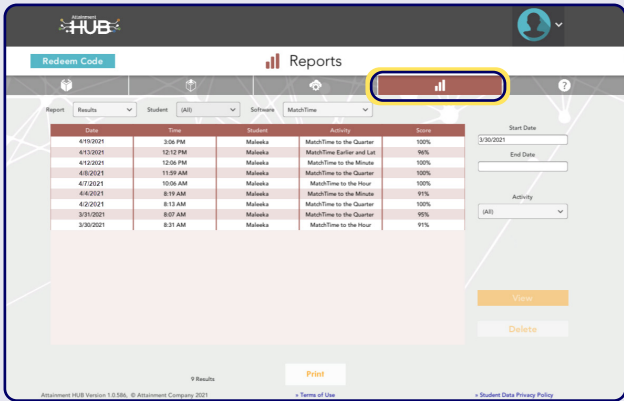 Attainment
HUB
Redeem Code
Reports
?
Report Results Student (All) Software MatchTime
Date Time Student Activity Score
4/19/2021 3:06 PM Maleeka MatchTime to the Quarter 100%
4/13/2021 12:12 PM Maleeka MatchTime Earlier and Lat 96%
4/12/2021 12:06 PM Maleeka MatchTime to the Minute 100%
4/8/2021 11:59 AM Maleeka MatchTime to the Quarter 100%
4/7/2021 10:06 AM Maleeka MatchTime to the Hour 100%
4/4/2021 8:19 AM Maleeka MatchTime to the Minute 91%
4/2/2021 8:13 AM Maleeka MatchTime to the Quarter 100%
3/31/2021 8:07 AM Maleeka MatchTime to the Quarter 95%
3/30/2021 8:31 AM Maleeka MatchTime to the Hour 91%
Start Date
3/30/2021
End Date
Activity
(All)
View
Delete
9 Results
Print
Attainment HUB Version 1.0.586, © Attainment Company 2021
» Terms of Use
» Student Data Privacy Policy